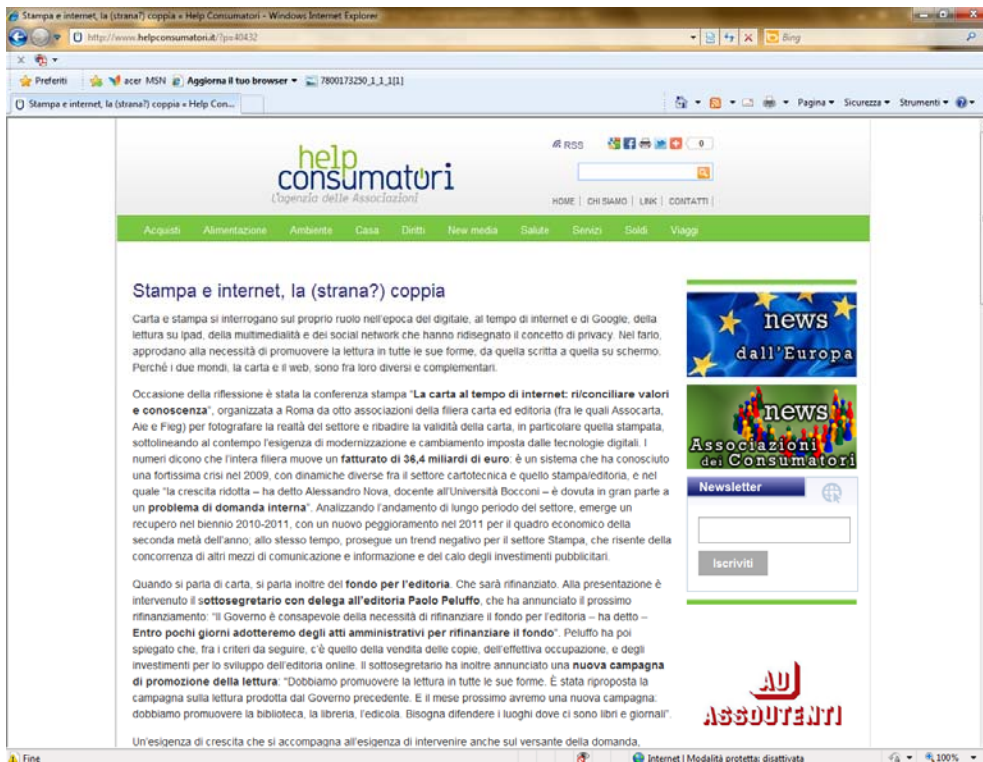 Stampa e internet, la (strana?) coppia « Help Consumatori - Windows Internet Explorer
http://www.helpconsumatori.it/?p=40432
Bing
Preferiti
acer MSN
Aggiorna il tuo browser
7800173250_1_1_1[1]
Stampa e internet, la (strana?) coppia « Help Con...
Pagina
Sicurezza
Strumenti
help
consumatori
L'agenzia delle Associazioni
RSS
0
HOME | CHI SIAMO | LINK | CONTATTI |
Acquisti Alimentazione Ambiente Casa Diritti New media Salute Servizi Soldi Viaggi
Stampa e internet, la (strana?) coppia
Carta e stampa si interrogano sul proprio ruolo nell'epoca del digitale, al tempo di internet e di Google, della
lettura su Ipad, della multimedialità e dei social network che hanno ridisegnato il concetto di privacy. Nel farlo,
approdano alla necessità di promuovere la lettura in tutte le sue forme, da quella scritta a quella su schermo.
Perché i due mondi, la carta e il web, sono fra loro diversi e complementari.
Occasione della riflessione è stata la conferenza stampa "La carta al tempo di internet: ri/conciliare valori
e conoscenza", organizzata a Roma da otto associazioni della filiera carta ed editoria (fra le quali Assocarta,
Aie e Fieg) per fotografare la realtà del settore e ribadire la validità della carta, in particolare quella stampata,
sottolineando al contempo l'esigenza di modernizzazione e cambiamento imposta dalle tecnologie digitali. I
numeri dicono che l'intera filiera muove un fatturato di 36,4 miliardi di euro: è un sistema che ha conosciuto
una fortissima crisi nel 2009, con dinamiche diverse fra il settore cartotecnica e quello stampa/editoria, e nel
quale "la crescita ridotta – ha detto Alessandro Nova, docente all'Università Bocconi – è dovuta in gran parte a
un problema di domanda interna". Analizzando l'andamento di lungo periodo del settore, emerge un
recupero nel biennio 2010-2011, con un nuovo peggioramento nel 2011 per il quadro economico della
seconda metà dell'anno; allo stesso tempo, prosegue un trend negativo per il settore Stampa, che risente della
concorrenza di altri mezzi di comunicazione e informazione e del calo degli investimenti pubblicitari.
Quando si parla di carta, si parla inoltre del fondo per l'editoria. Che sarà rifinanziato. Alla presentazione è
intervenuto il sottosegretario con delega all'editoria Paolo Peluffo, che ha annunciato il prossimo
rifinanziamento: "Il Governo è consapevole della necessità di rifinanziare il fondo per l'editoria – ha detto –
Entro pochi giorni adotteremo degli atti amministrativi per rifinanziare il fondo". Peluffo ha poi
spiegato che, fra i criteri da seguire, c'è quello della vendita delle copie, dell'effettiva occupazione, e degli
investimenti per lo sviluppo dell'editoria online. Il sottosegretario ha inoltre annunciato una nuova campagna
di promozione della lettura: "Dobbiamo promuovere la lettura in tutte le sue forme. È stata riproposta la
campagna sulla lettura prodotta dal Governo precedente. E il mese prossimo avremo una nuova campagna:
dobbiamo promuovere la biblioteca, la libreria, l'edicola. Bisogna difendere i luoghi dove ci sono libri e giornali".
Un'esigenza di crescita che si accompagna all'esigenza di intervenire anche sul versante della domanda,
news
dall'Europa
news
Associazioni
dei Consumatori
Newsletter
Iscriviti
AU
ASSOUTENTI
Fine
Internet | Modalità protetta: disattivata
100%